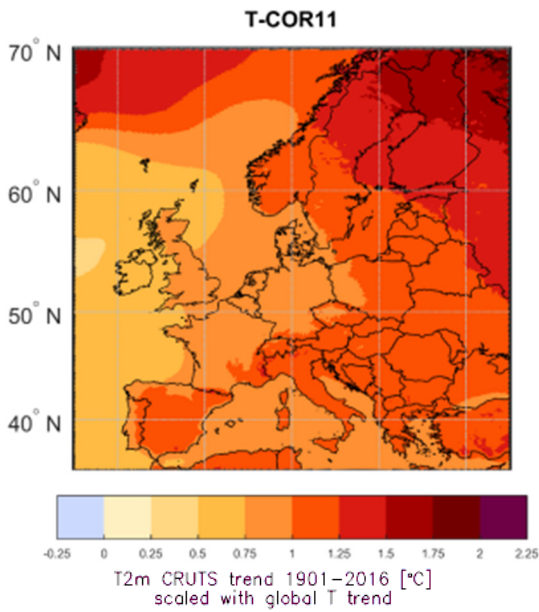 T-COR11
70° N
60° N
50° N
40° N
-0.25 0 0.25 0.5 0.75 1 1.25 1.5 1.75 2 2.25
T2m CRUTS trend 1901-2016 [°C]
scaled with global T trend